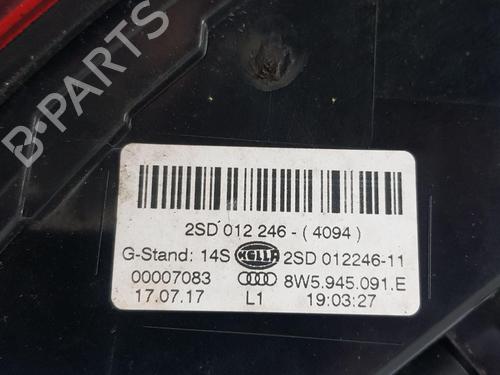 B-PARTS
2SD 012 246 - ( 4094 )
G-Stand: 14S HELLA 2SD 012246-11
00007083 8W5.945.091.E
17.07.17 L1 19:03:27